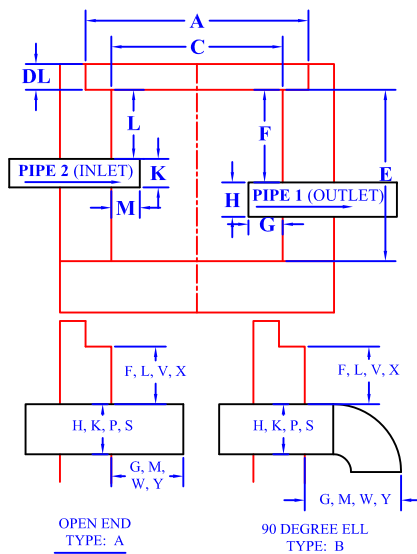 A
C
DL
L
F
E
PIPE 2 (INLET)
K
M
H
PIPE 1 (OUTLET)
G
F, L, V, X
F, L, V, X
H, K, P, S
H, K, P, S
G, M,
W, Y
G, M, W, Y
OPEN END
TYPE: A
90 DEGREE ELL
TYPE: B